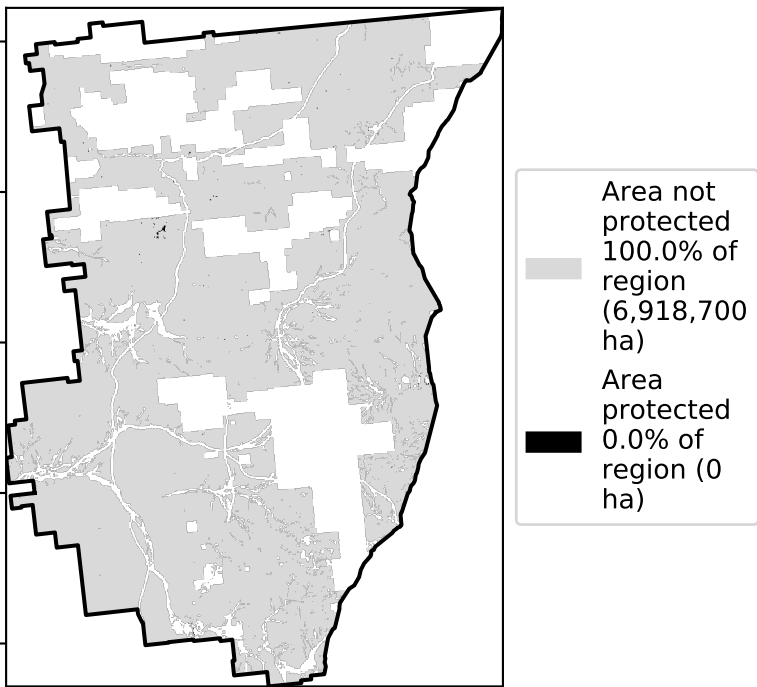 Area not
protected
100.0% of
region
(6,918,700
ha)
Area
protected
0.0% of
region (0
ha)